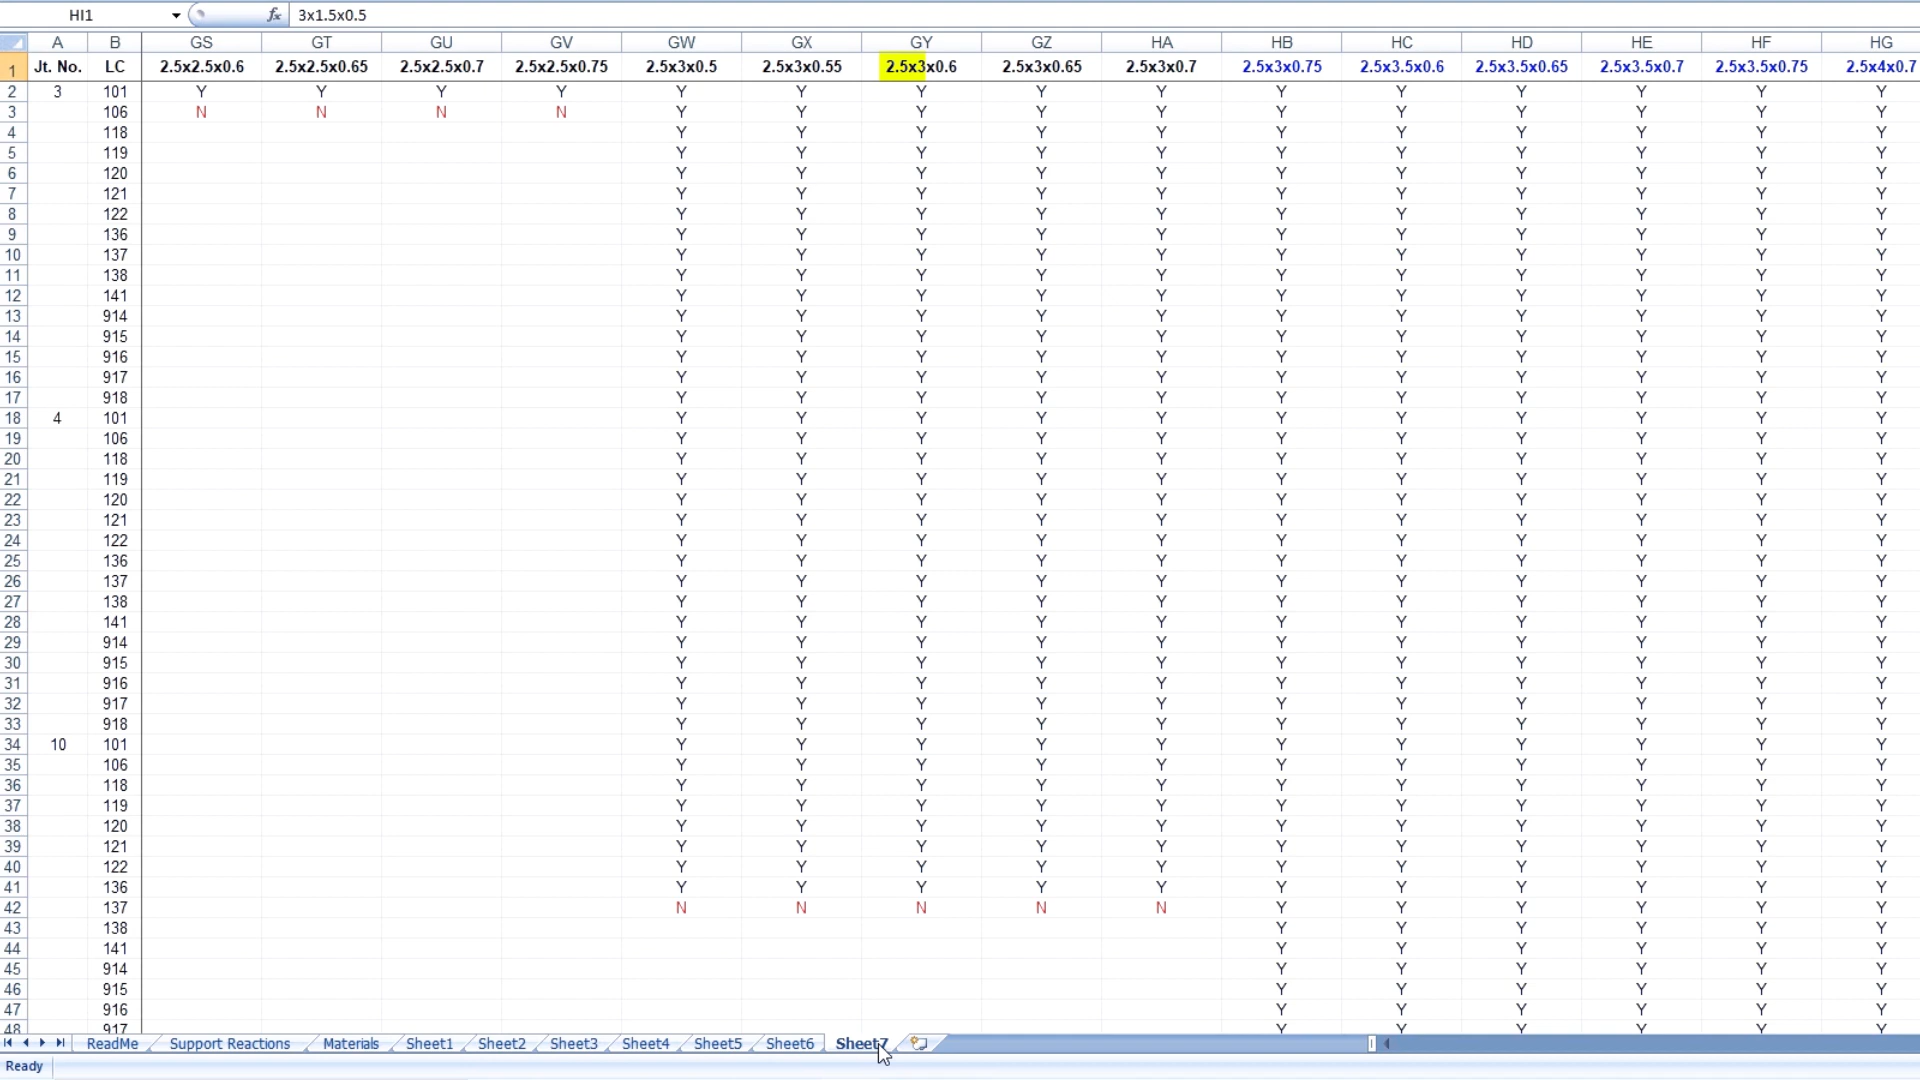 HI1 fx 3x1.5x0.5
A B GS GT GU GV GW GX GY GZ HA HB HC HD HE HF HG
1 Jt. No. LC 2.5x2.5x0.6 2.5x2.5x0.65 2.5x2.5x0.7 2.5x2.5x0.75 2.5x3x0.5 2.5x3x0.55 2.5x3x0.6 2.5x3x0.65 2.5x3x0.7 2.5x3x0.75 2.5x3.5x0.6 2.5x3.5x0.65 2.5x3.5x0.7 2.5x3.5x0.75 2.5x4x0.7
2 3 101 Y Y Y Y Y Y Y Y Y Y Y Y Y Y Y
3 106 N N N N Y Y Y Y Y Y Y Y Y Y Y
4 118 Y Y Y Y Y Y Y Y Y Y Y
5 119 Y Y Y Y Y Y Y Y Y Y Y
6 120 Y Y Y Y Y Y Y Y Y Y Y
7 121 Y Y Y Y Y Y Y Y Y Y Y
8 122 Y Y Y Y Y Y Y Y Y Y Y
9 136 Y Y Y Y Y Y Y Y Y Y Y
10 137 Y Y Y Y Y Y Y Y Y Y Y
11 138 Y Y Y Y Y Y Y Y Y Y Y
12 141 Y Y Y Y Y Y Y Y Y Y Y
13 914 Y Y Y Y Y Y Y Y Y Y Y
14 915 Y Y Y Y Y Y Y Y Y Y Y
15 916 Y Y Y Y Y Y Y Y Y Y Y
16 917 Y Y Y Y Y Y Y Y Y Y Y
17 918 Y Y Y Y Y Y Y Y Y Y Y
18 4 101 Y Y Y Y Y Y Y Y Y Y Y
19 106 Y Y Y Y Y Y Y Y Y Y Y
20 118 Y Y Y Y Y Y Y Y Y Y Y
21 119 Y Y Y Y Y Y Y Y Y Y Y
22 120 Y Y Y Y Y Y Y Y Y Y Y
23 121 Y Y Y Y Y Y Y Y Y Y Y
24 122 Y Y Y Y Y Y Y Y Y Y Y
25 136 Y Y Y Y Y Y Y Y Y Y Y
26 137 Y Y Y Y Y Y Y Y Y Y Y
27 138 Y Y Y Y Y Y Y Y Y Y Y
28 141 Y Y Y Y Y Y Y Y Y Y Y
29 914 Y Y Y Y Y Y Y Y Y Y Y
30 915 Y Y Y Y Y Y Y Y Y Y Y
31 916 Y Y Y Y Y Y Y Y Y Y Y
32 917 Y Y Y Y Y Y Y Y Y Y Y
33 918 Y Y Y Y Y Y Y Y Y Y Y
34 10 101 Y Y Y Y Y Y Y Y Y Y Y
35 106 Y Y Y Y Y Y Y Y Y Y Y
36 118 Y Y Y Y Y Y Y Y Y Y Y
37 119 Y Y Y Y Y Y Y Y Y Y Y
38 120 Y Y Y Y Y Y Y Y Y Y Y
39 121 Y Y Y Y Y Y Y Y Y Y Y
40 122 Y Y Y Y Y Y Y Y Y Y Y
41 136 Y Y Y Y Y Y Y Y Y Y Y
42 137 N N N N N Y Y Y Y Y Y
43 138 Y Y Y Y Y Y
44 141 Y Y Y Y Y Y
45 914 Y Y Y Y Y Y
46 915 Y Y Y Y Y Y
47 916 Y Y Y Y Y Y
48 917 Y Y Y Y Y Y
ReadMe Support Reactions Materials Sheet1 Sheet2 Sheet3 Sheet4 Sheet5 Sheet6 Sheet7
Ready